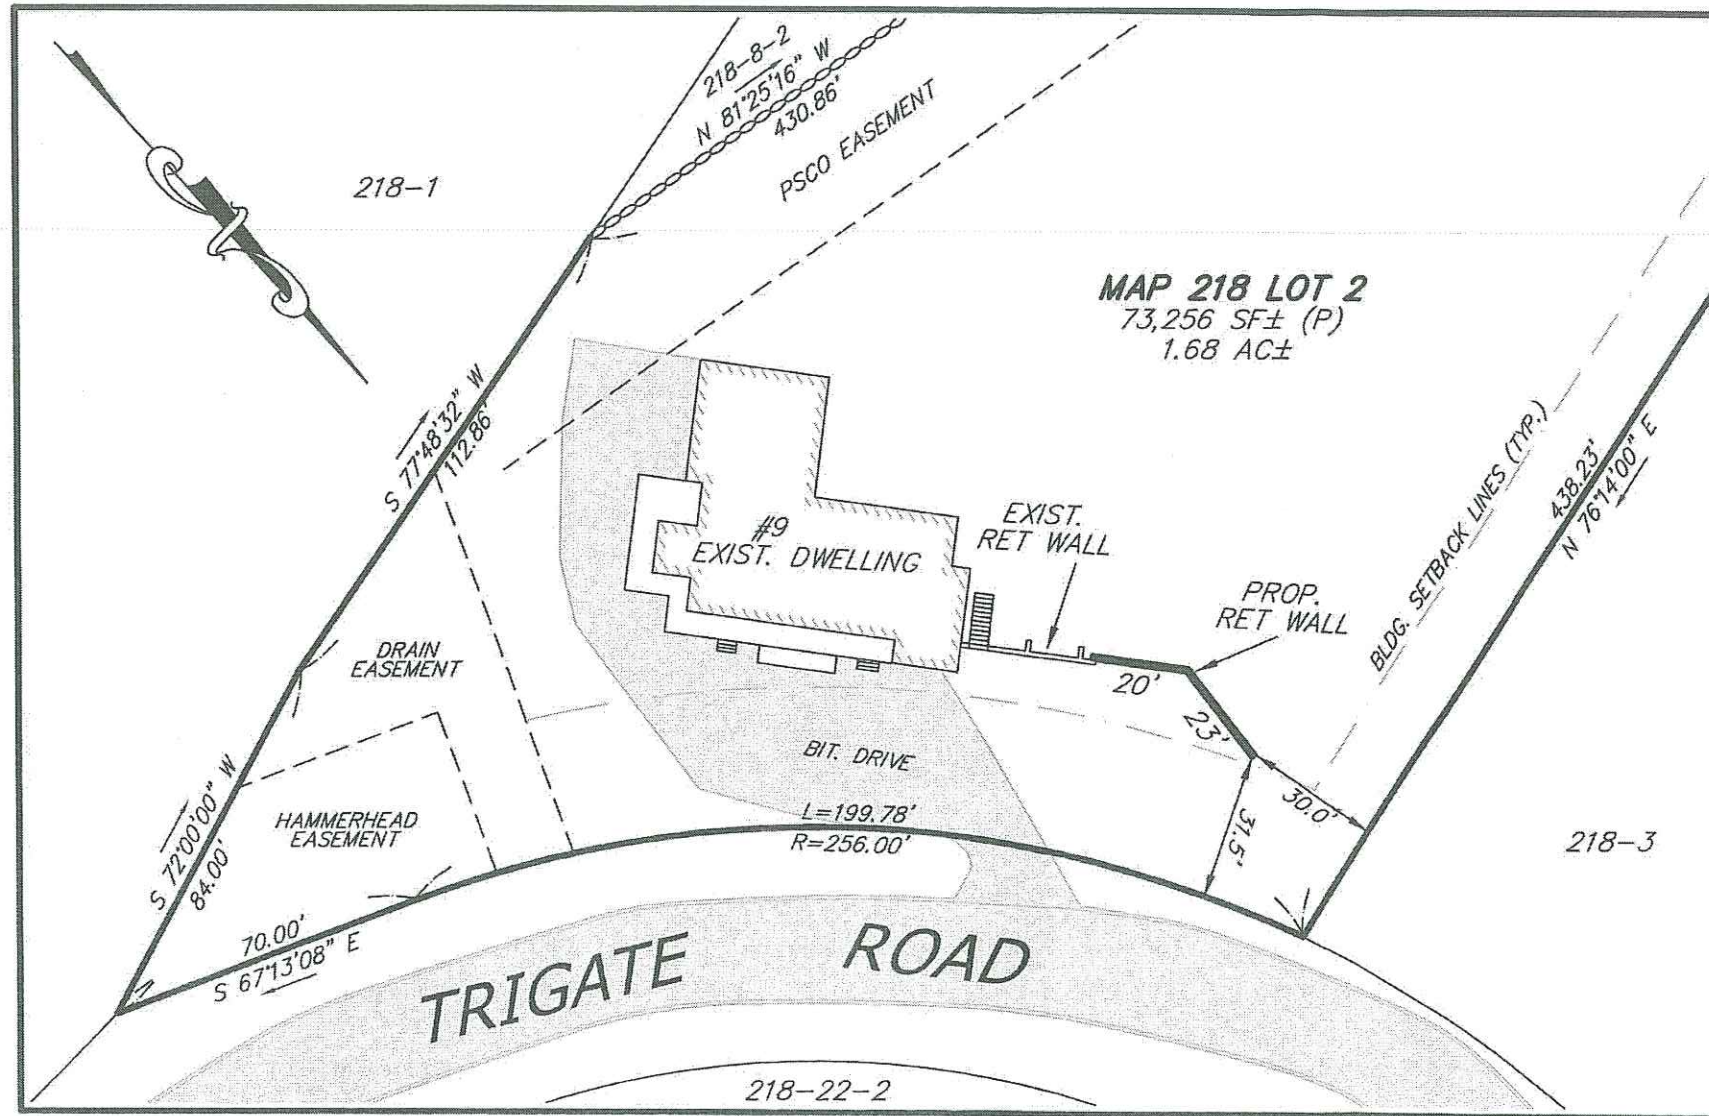 218-8-2
N 81°25'16" W
430.86'
PSCO EASEMENT
218-1
MAP 218 LOT 2
73,256 SF± (P)
1.68 AC±
S 77°48'32" W
112.86'
#9
EXIST. DWELLING
EXIST.
RET WALL
PROP.
RET WALL
BLDG. SETBACK LINES (TYP.)
438.23'
N 76°14'00" E
DRAIN
EASEMENT
20'
23'
BIT. DRIVE
30.0'
31.5'
L=199.78'
R=256.00'
HAMMERHEAD
EASEMENT
218-3
S 72°00'00" W
84.00'
70.00'
S 67°13'08" E
TRIGATE ROAD
218-22-2